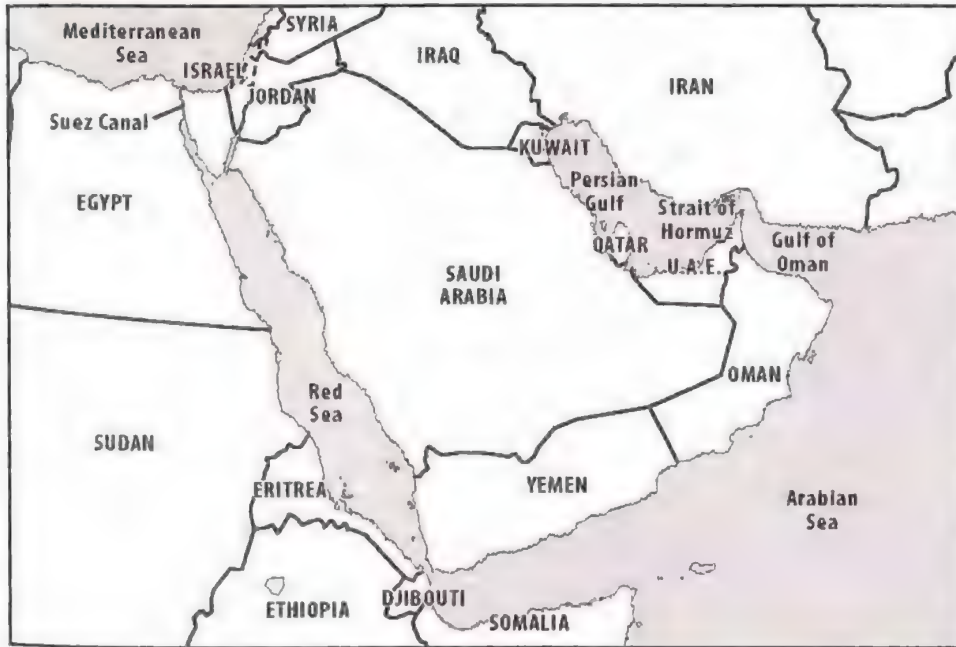 Mediterranean
Sea
SYRIA
ISRAEL
JORDAN
IRAQ
IRAN
Suez Canal
KUWAIT
EGYPT
Persian
Gulf
Strait of
Hormuz
QATAR
U.A.E.
Gulf of
Oman
SAUDI
ARABIA
OMAN
Red
Sea
SUDAN
ERITREA
YEMEN
Arabian
Sea
DJIBOUTI
ETHIOPIA
SOMALIA